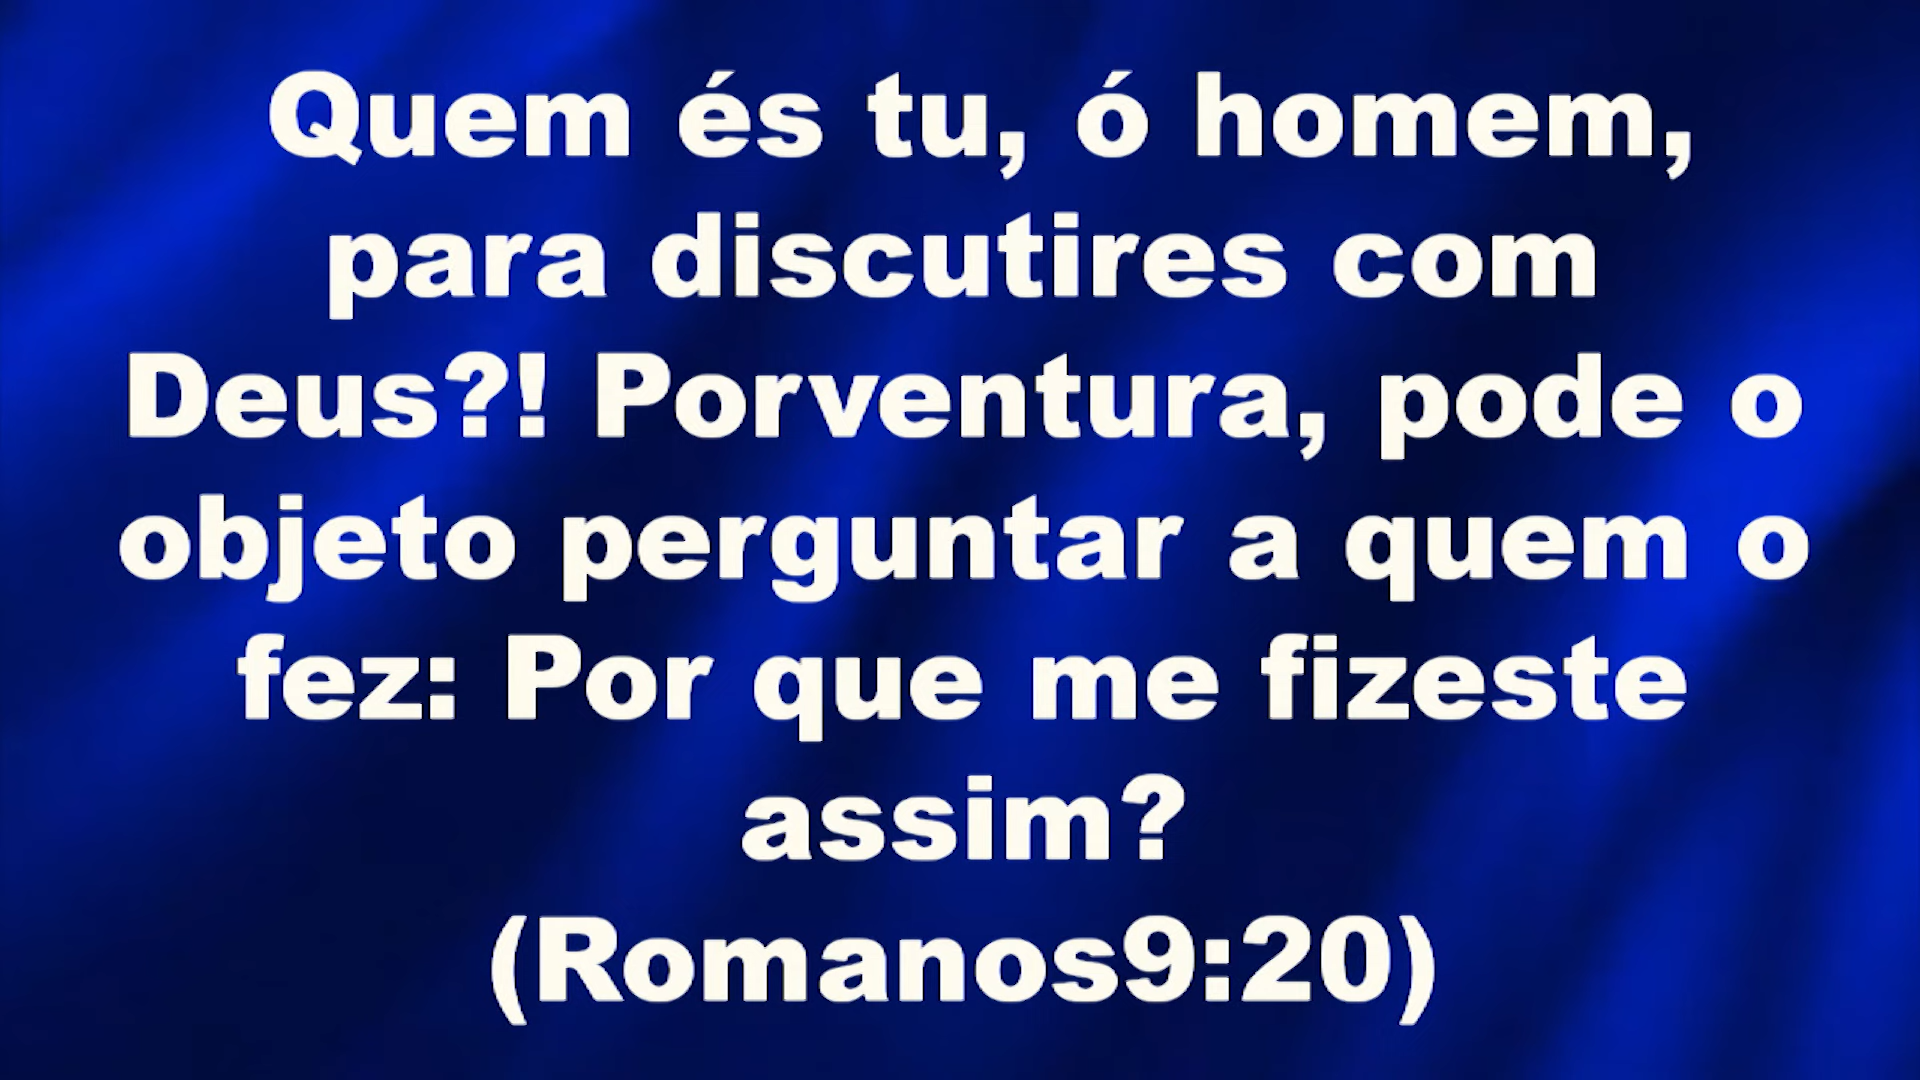 Quem és tu, ó homem,
para discutires com
Deus?! Porventura, pode o
objeto perguntar a quem o
fez: Por que me fizeste
assim?
(Romanos9:20)